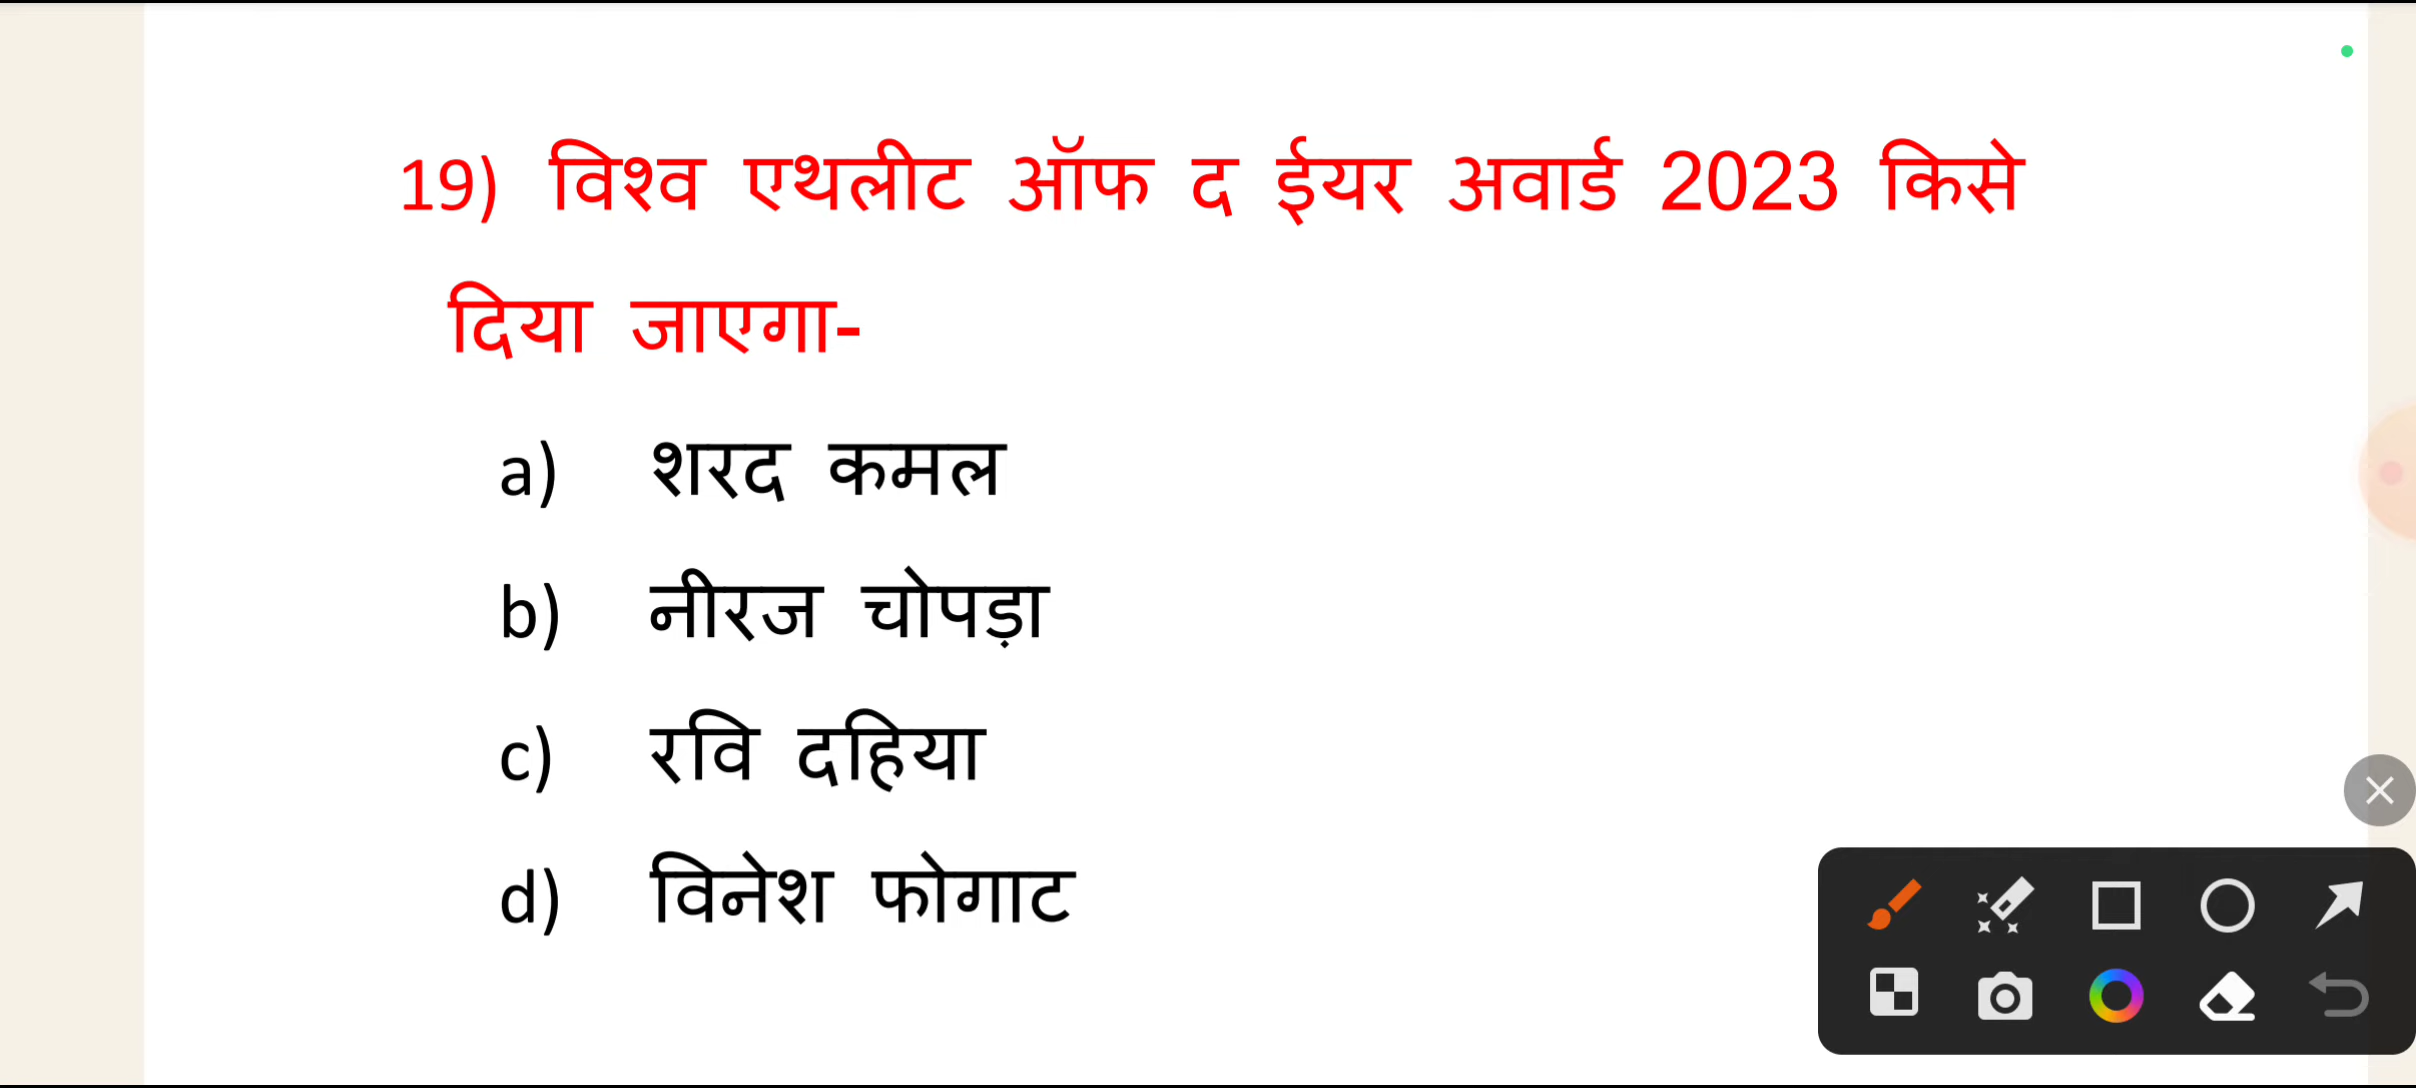 19) विश्व एथलीट ऑफ द ईयर अवार्ड 2023 किसे
दिया जाएगा-
a) शरद कमल
b) नीरज चोपड़ा
c) रवि दहिया
d) विनेश फोगाट